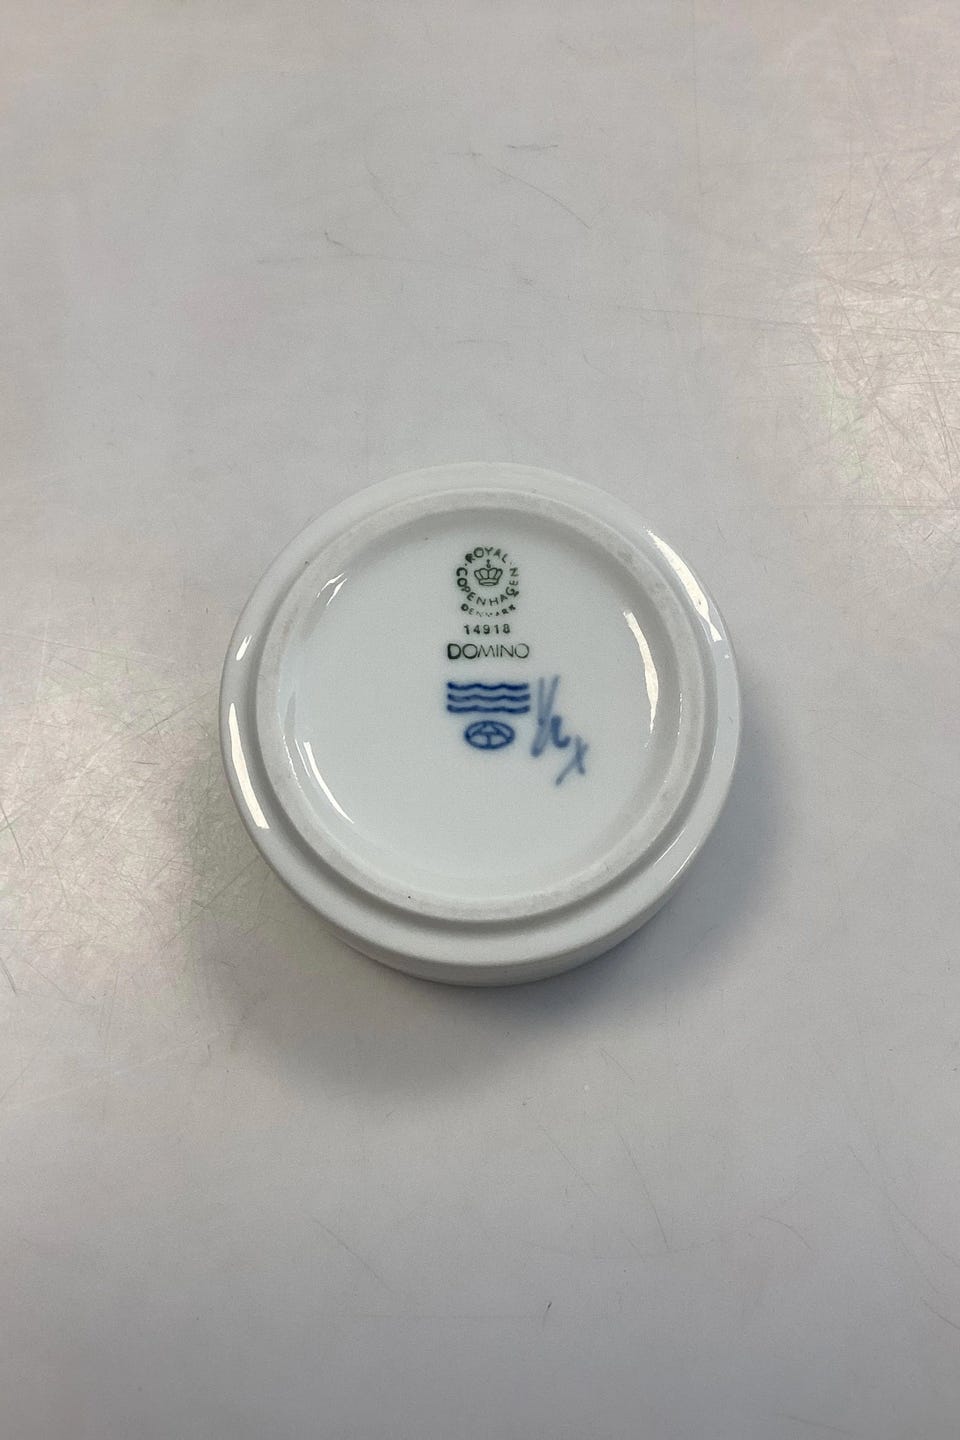 ROYAL
COPENHAGEN
DENMARK
14918
DOMINO